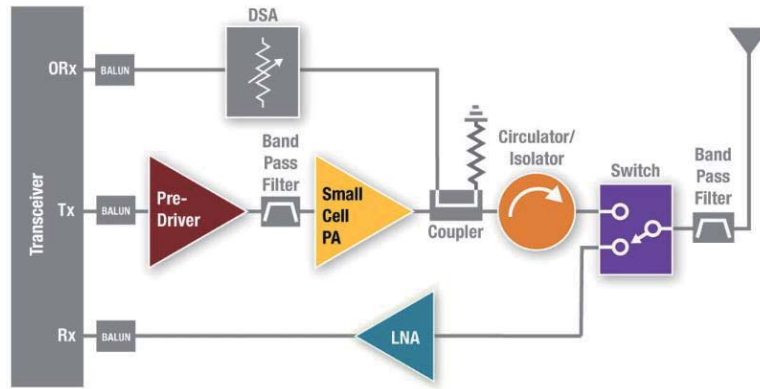 DSA
ORx
BALUN
Transceiver
Band
Pass
Filter
Circulator/
Isolator
Switch
Band
Pass
Filter
Tx
BALUN
Pre-
Driver
Small
Cell
PA
Coupler
Rx
BALUN
LNA